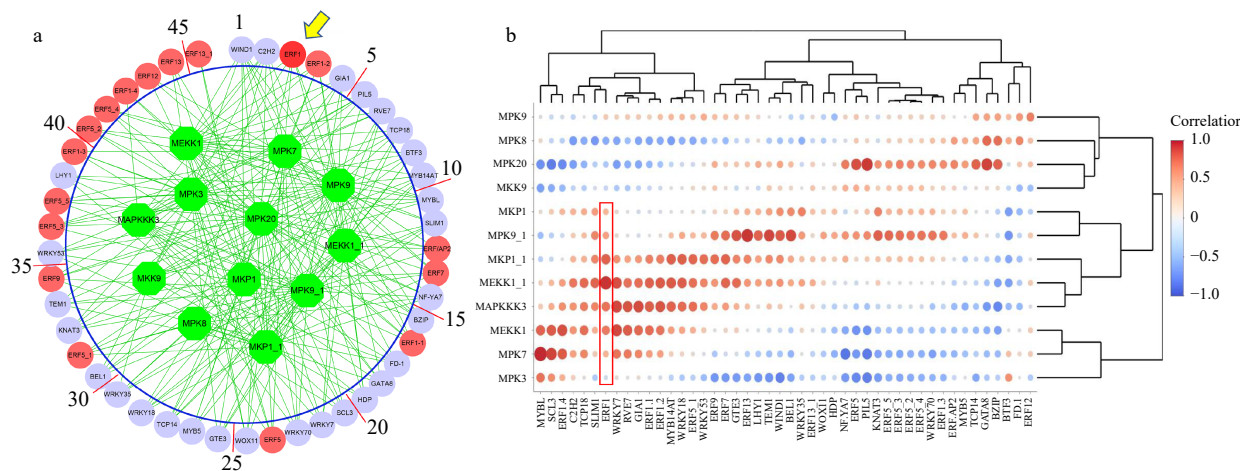 a
1
5
10
15
20
25
30
35
40
45
WIND1
C2H2
ERF1
ERF1-2
GIA1
PIL5
RVE7
TCP18
BTF3
MYB14AT
MYBL
SLIM1
ERF/AP2
ERF7
NF-YA7
BZIP
ERF1-1
FD-1
GATA8
HDP
SCL3
WRKY7
WRKY70
ERF5
WOX11
GTE3
MYB5
TCP14
WRKY18
WRKY35
BEL1
ERF5_1
KNAT3
TEM1
ERF9
WRKY53
ERF5_3
ERF5_5
LHY1
ERF1-3
ERF5_2
ERF5_4
ERF1-4
ERF12
ERF13
ERF13_1
MEKK1
MPK7
MPK9
MPK3
MAPKKK3
MPK20
MEKK1_1
MKK9
MKP1
MPK9_1
MPK8
MKP1_1
b
MPK9
MPK8
MPK20
MKK9
MKP1
MPK9_1
MKP1_1
MEKK1_1
MAPKKK3
MEKK1
MPK7
MPK3
MYBL
SCL3
ERF1.4
C2H2
TCP18
SLIM1
ERF1
WRKY7
RVE7
GIA1
ERF1.1
ERF1.2
MYB14AT
WRKY18
ERF5_1
WRKY53
ERF9
ERF7
GTE3
ERF13
LHY1
TEM1
WIND1
BEL1
WRKY35
ERF13_1
WOX11
HDP
NF.YA7
ERF5
PIL5
KNAT3
ERF5_5
ERF5_3
ERF5_2
ERF5_4
WRKY70
ERF1.3
ERF.AP2
MYB5
TCP14
GATA8
BZIP
BTF3
FD.1
ERF12
Correlation
1.0
0.5
0
−0.5
−1.0